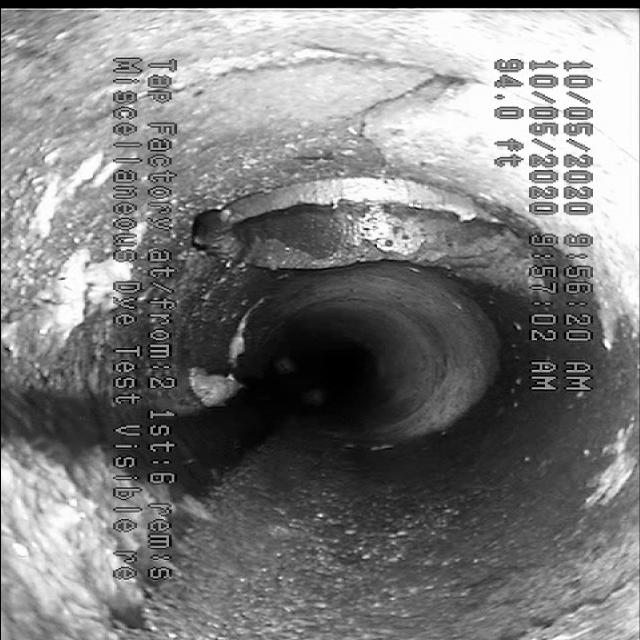 10/05/2020 9:56:20 AM
10/05/2020 9:57:02 AM
94.0 ft
Tap Factory at/from:2 1st:6 rem:s
Miscellaneous Dye Test Visible re